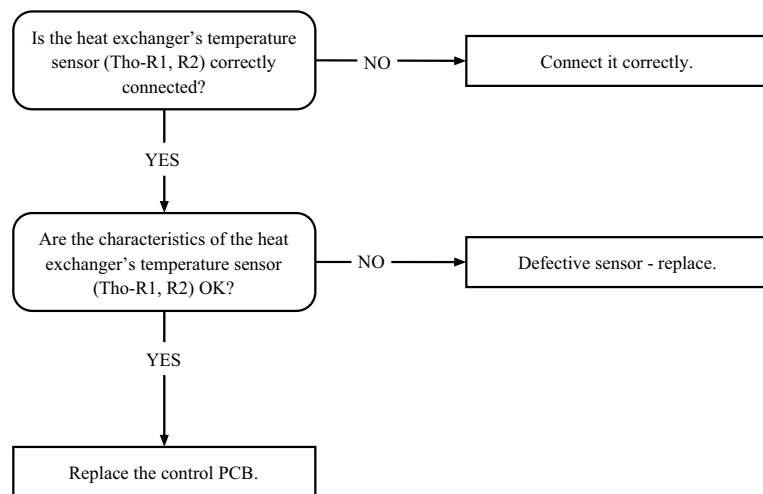 Is the heat exchanger’s temperature
sensor (Tho-R1, R2) correctly
connected?
NO
Connect it correctly.
YES
Are the characteristics of the heat
exchanger’s temperature sensor
(Tho-R1, R2) OK?
NO
Defective sensor - replace.
YES
Replace the control PCB.